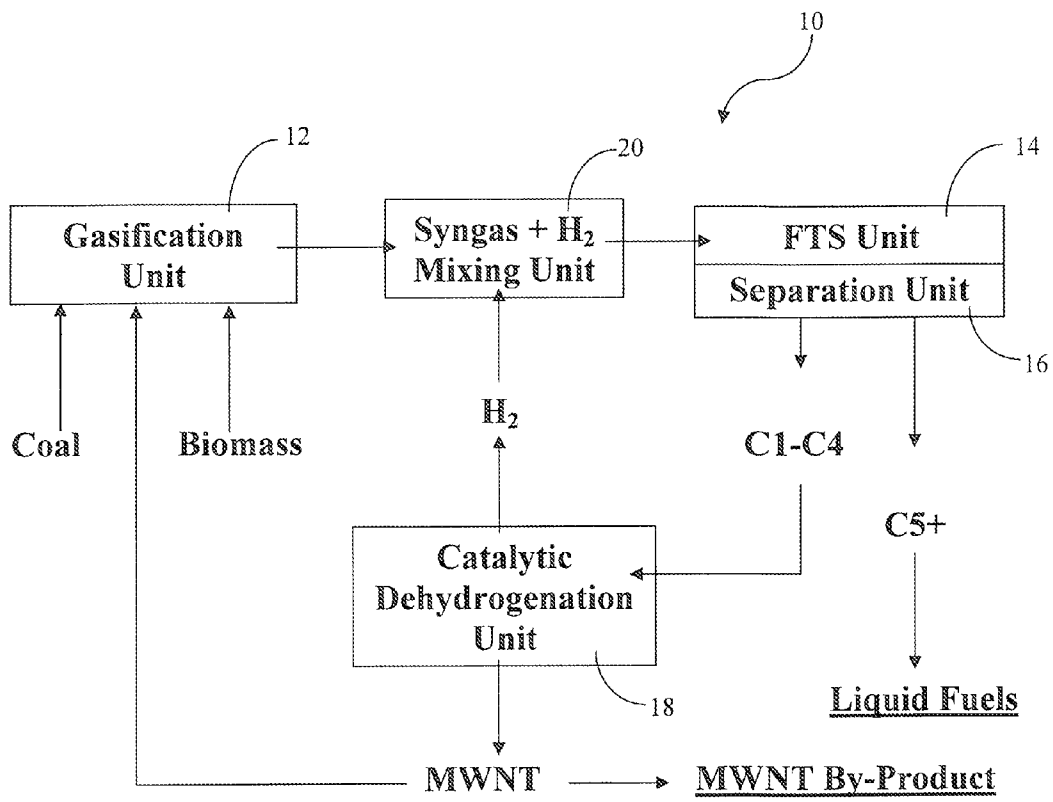 10
12
20
14
Gasification
Unit
Syngas + H₂
Mixing Unit
FTS Unit
Separation Unit
16
Coal
Biomass
H₂
C1-C4
C5+
Catalytic
Dehydrogenation
Unit
18
Liquid Fuels
MWNT
MWNT By-Product